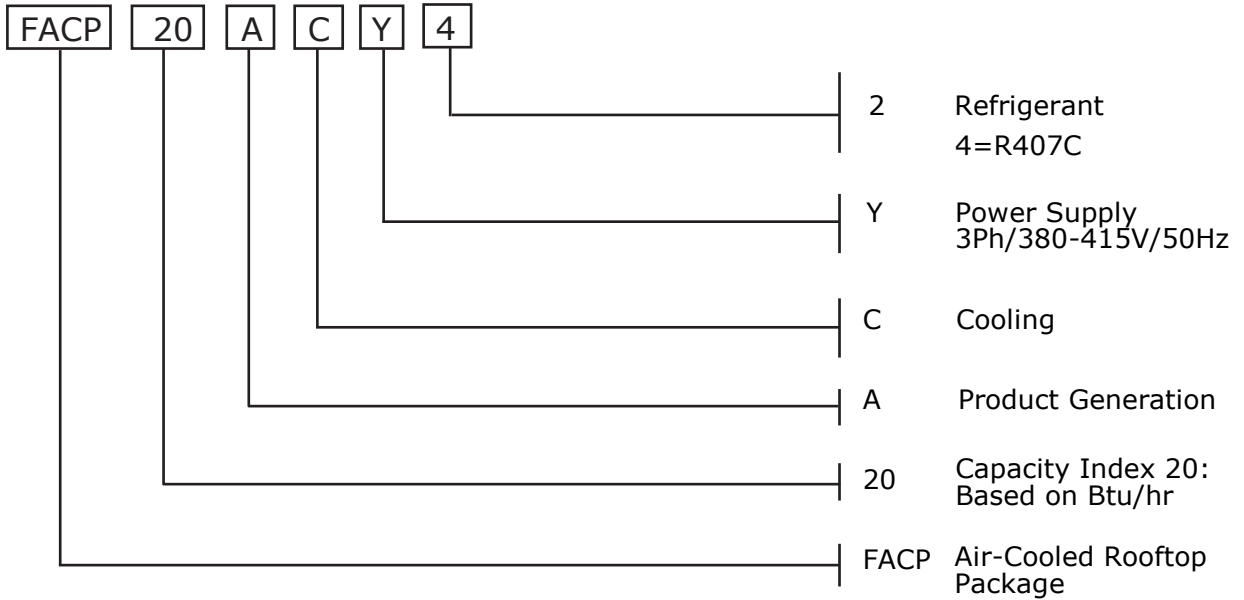 FACP 20 A C Y 4
2 Refrigerant
4=R407C
Y Power Supply
3Ph/380-415V/50Hz
C Cooling
A Product Generation
20 Capacity Index 20:
Based on Btu/hr
FACP Air-Cooled Rooftop
Package